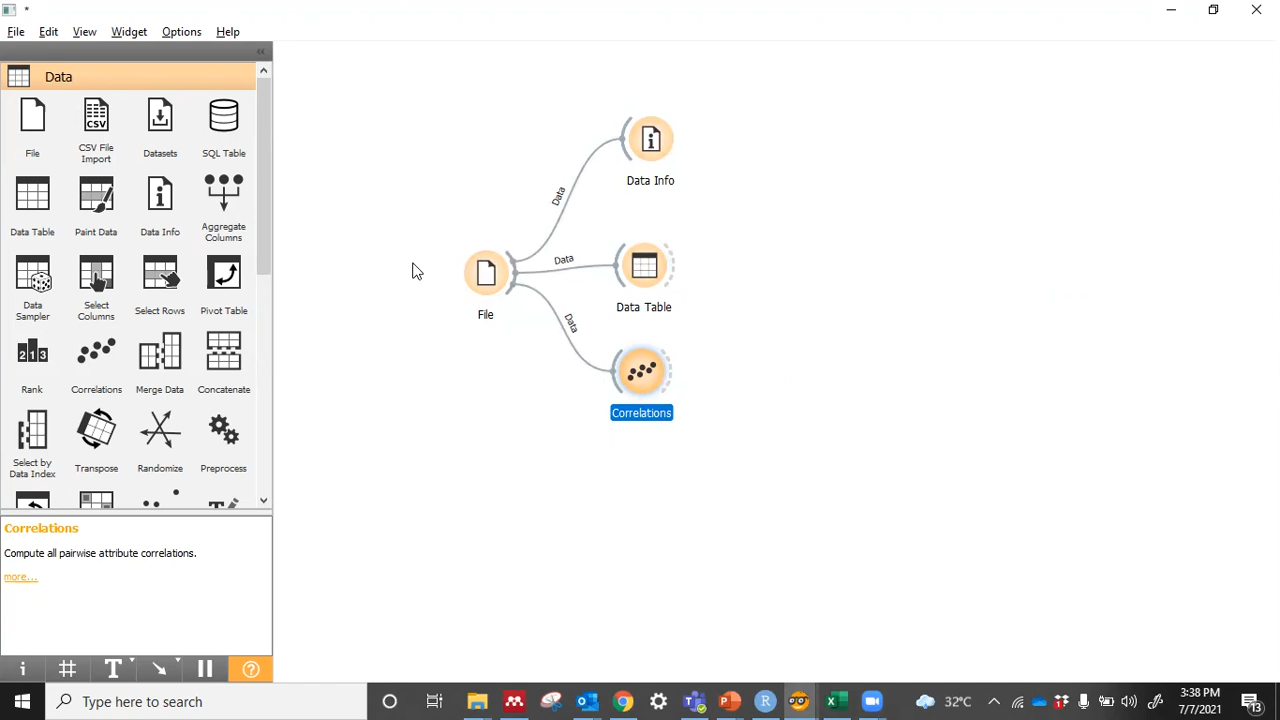 *
File Edit View Widget Options Help
Data
File
CSV File
Import
Datasets
SQL Table
Data Table
Paint Data
Data Info
Aggregate
Columns
Data
Sampler
Select
Columns
Select Rows
Pivot Table
Rank
Correlations
Merge Data
Concatenate
Select by
Data Index
Transpose
Randomize
Preprocess
Correlations
Compute all pairwise attribute correlations.
more...
File
Data
Data
Data
Data Info
Data Table
Correlations
Type here to search
32°C
3:38 PM
7/7/2021
13